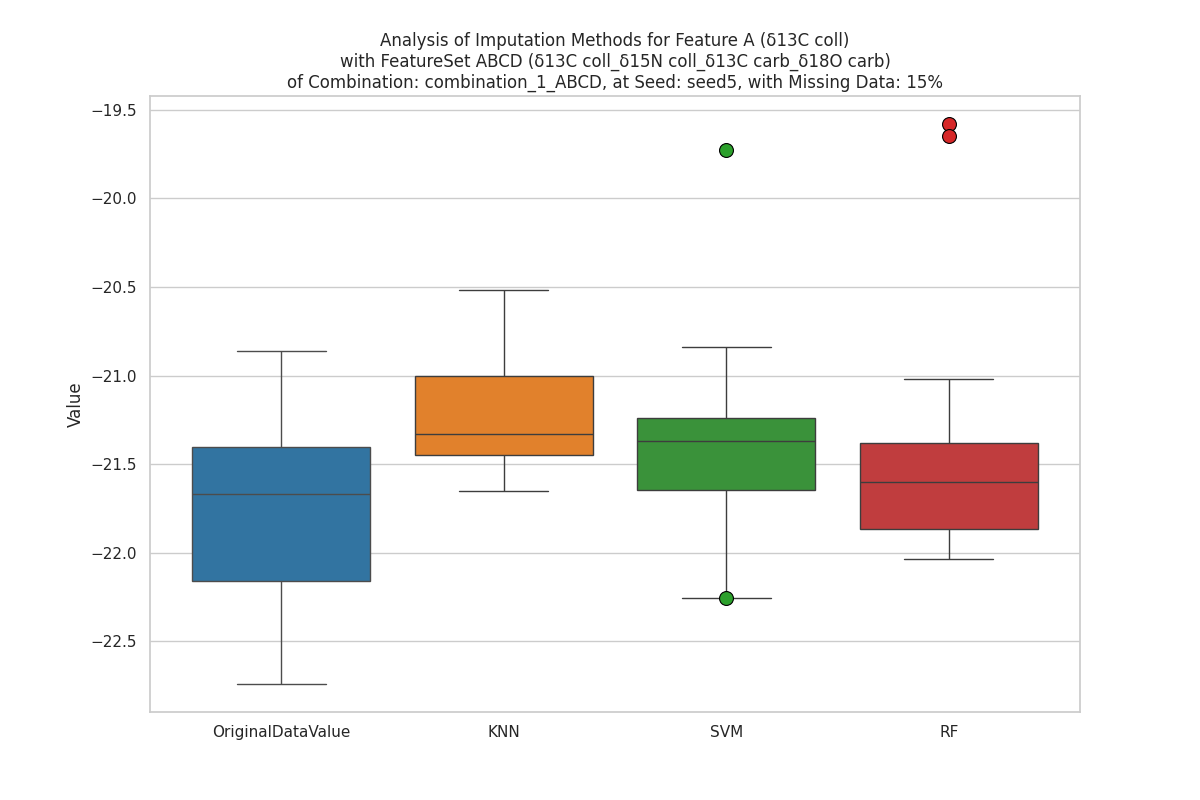 Analysis of Imputation Methods for Feature A (δ13C coll)
with FeatureSet ABCD (δ13C coll_δ15N coll_δ13C carb_δ18O carb)
of Combination: combination_1_ABCD, at Seed: seed5, with Missing Data: 15%
−19.5
−20.0
−20.5
−21.0
−21.5
−22.0
−22.5
Value
OriginalDataValue
KNN
SVM
RF